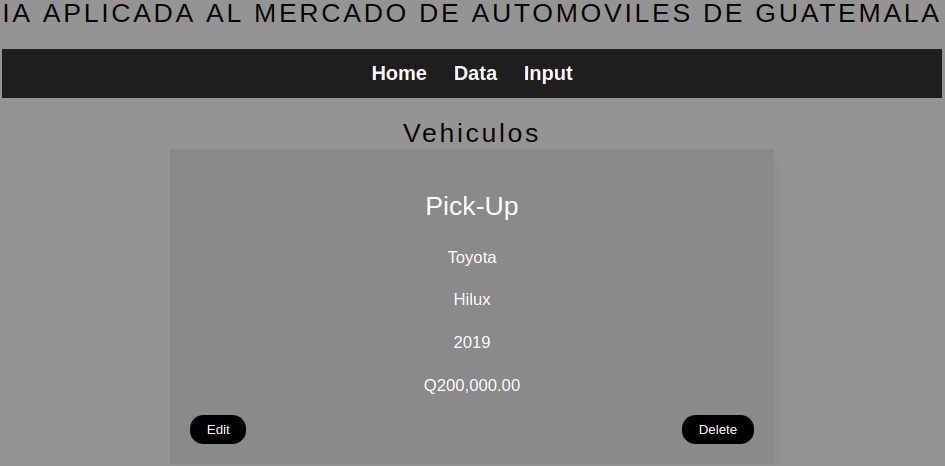 IA APLICADA AL MERCADO DE AUTOMOVILES DE GUATEMALA
Home Data Input
Vehiculos
Pick-Up
Toyota
Hilux
2019
Q200,000.00
Edit Delete